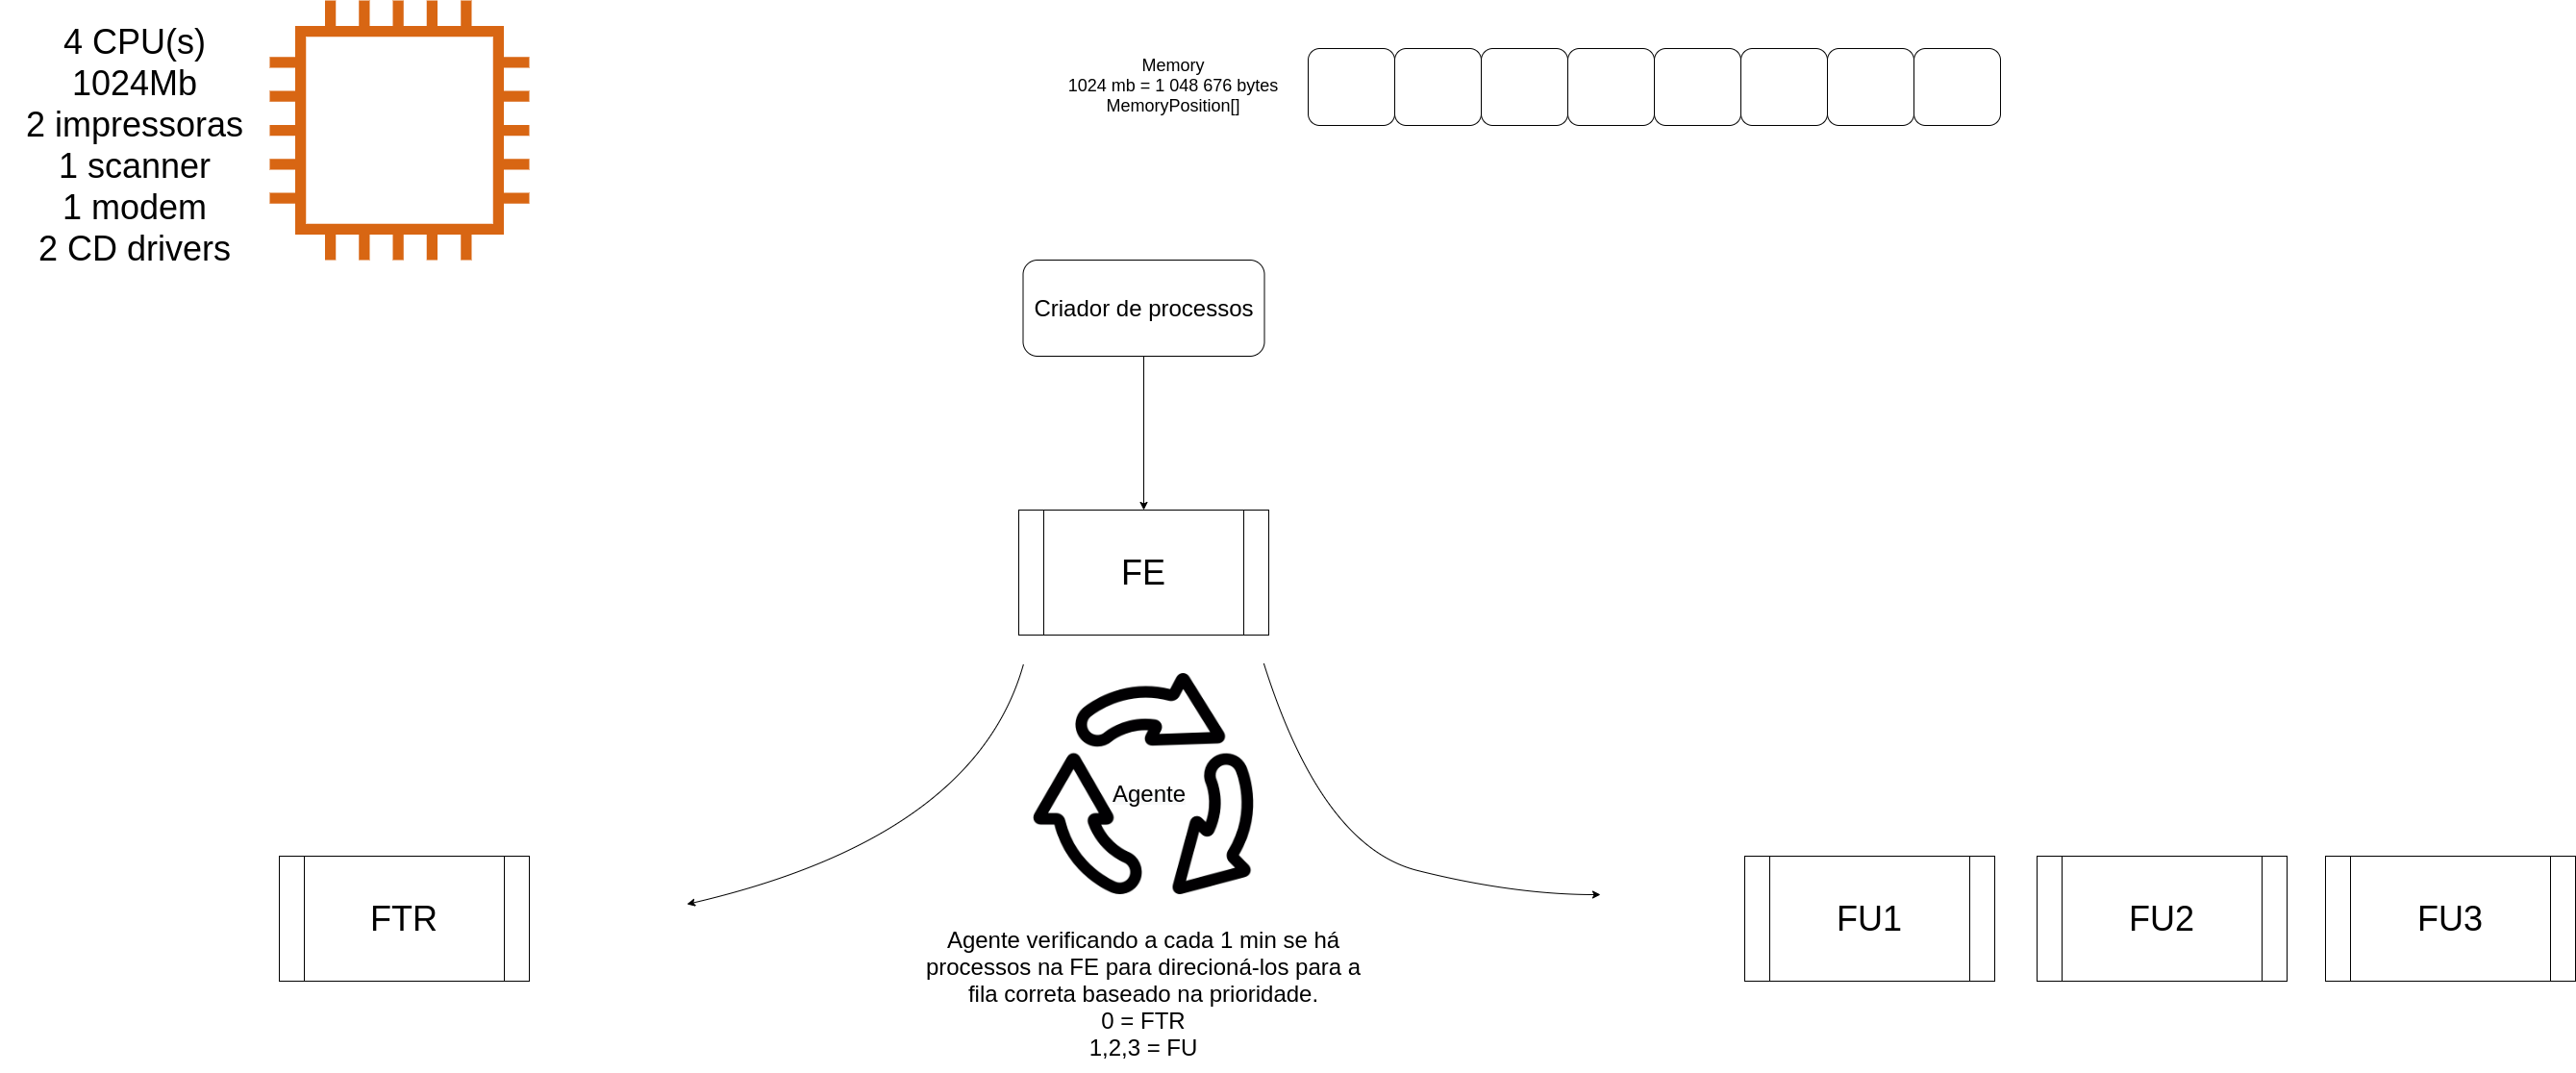 4 CPU(s)
1024Mb
2 impressoras
1 scanner
1 modem
2 CD drivers
Memory
1024 mb = 1 048 676 bytes
MemoryPosition[]
Criador de processos
FE
Agente
FTR
FU1
FU2
FU3
Agente verificando a cada 1 min se há
processos na FE para direcioná-los para a
fila correta baseado na prioridade.
0 = FTR
1,2,3 = FU